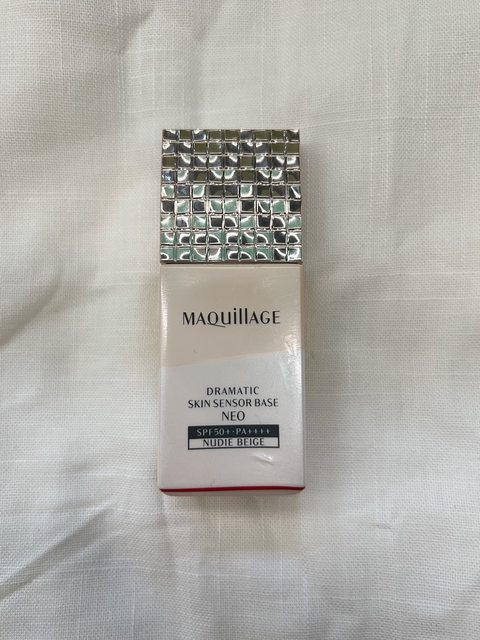 MAQuillAGE
DRAMATIC
SKIN SENSOR BASE
NEO
SPF50+・PA++++
NUDIE BEIGE